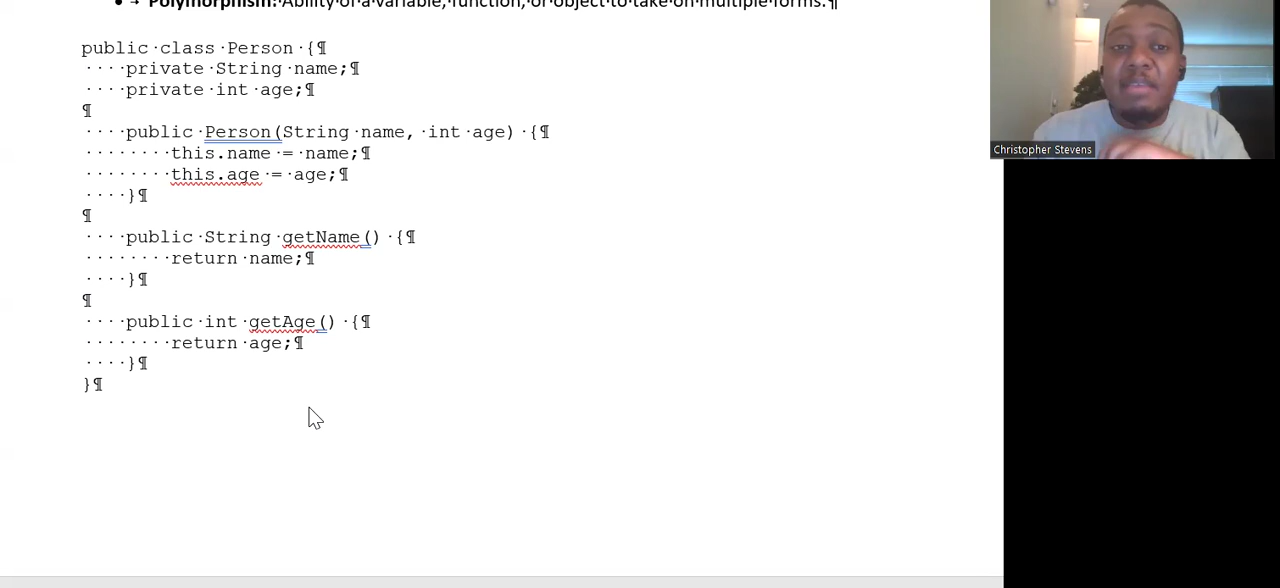 • → Polymorphism:·Ability·of·a·variable,·function,·or·object·to·take·on·multiple·forms.¶
public·class·Person·{¶
····private·String·name;¶
····private·int·age;¶
¶
····public·Person(String·name,·int·age)·{¶
········this.name·=·name;¶
········this.age·=·age;¶
····}¶
¶
····public·String·getName()·{¶
········return·name;¶
····}¶
¶
····public·int·getAge()·{¶
········return·age;¶
····}¶
}¶
Christopher Stevens